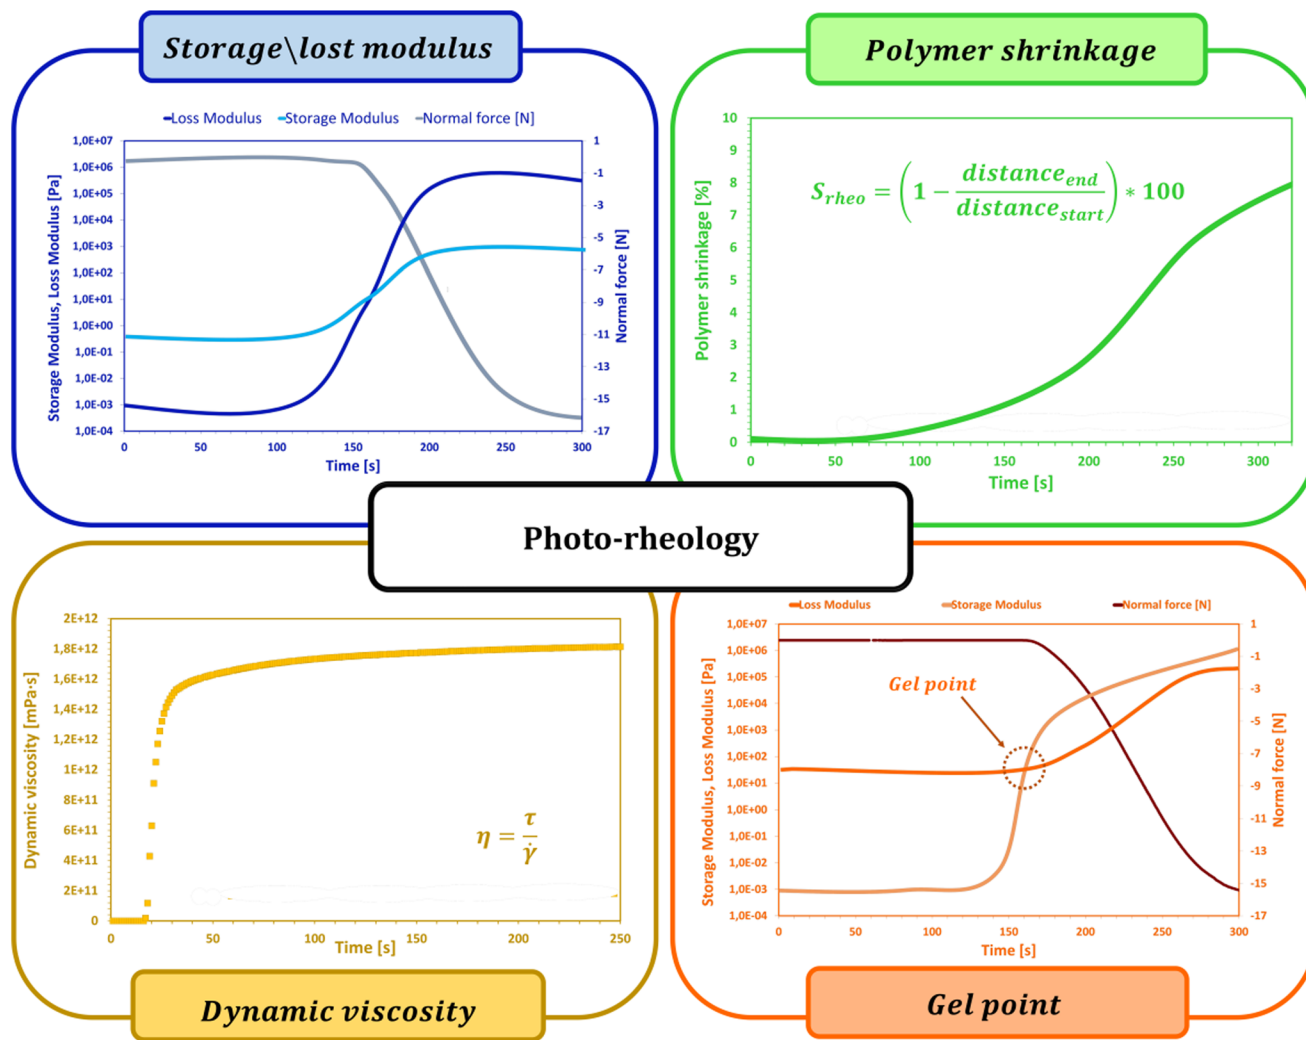 Storage\lost modulus
Loss Modulus Storage Modulus Normal force [N]
1,0E+07
1,0E+06
1,0E+05
1,0E+04
1,0E+03
1,0E+02
1,0E+01
1,0E+00
1,0E-01
1,0E-02
1,0E-03
1,0E-04
Storage Modulus, Loss Modulus [Pa]
1
-1
-3
-5
-7
-9
-11
-13
-15
-17
Normal force [N]
0 50 100 150 200 250 300
Time [s]
Polymer shrinkage
10
9
8
7
6
5
4
3
2
1
0
Polymer shrinkage [%]
S_rheo = (1 − distance_end / distance_start) * 100
0 50 100 150 200 250 300
Time [s]
Photo-rheology
2E+12
1,8E+12
1,6E+12
1,4E+12
1,2E+12
1E+12
8E+11
6E+11
4E+11
2E+11
0
Dynamic viscosity [mPa·s]
η = τ / γ̇
0 50 100 150 200 250
Time [s]
Dynamic viscosity
Loss Modulus Storage Modulus Normal force [N]
1,0E+07
1,0E+06
1,0E+05
1,0E+04
1,0E+03
1,0E+02
1,0E+01
1,0E+00
1,0E-01
1,0E-02
1,0E-03
1,0E-04
Storage Modulus, Loss Modulus [Pa]
Gel point
1
-1
-3
-5
-7
-9
-11
-13
-15
-17
Normal force [N]
0 50 100 150 200 250 300
Time [s]
Gel point